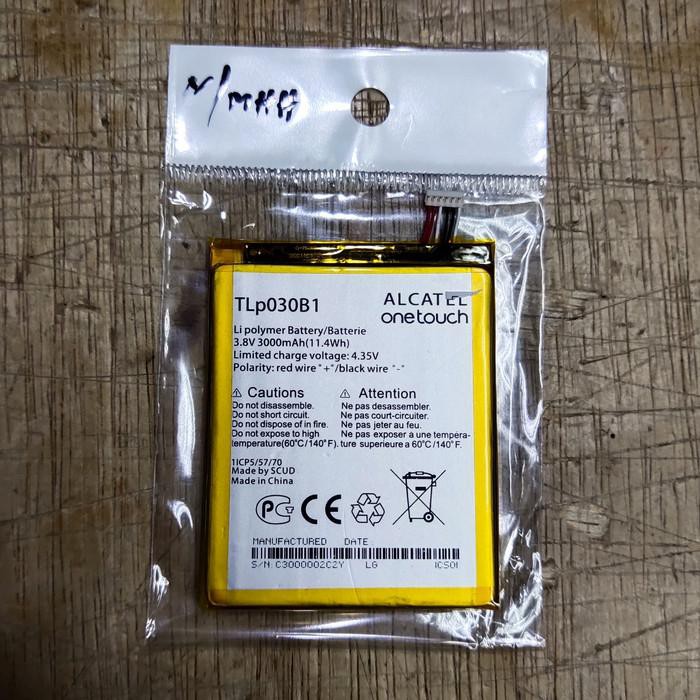 TLp030B1
ALCATEL
onetouch
Li polymer Battery/Batterie
3.8V 3000mAh(11.4Wh)
Limited charge voltage: 4.35V
Polarity: red wire "+"/black wire "-"
Cautions
Do not disassemble.
Do not short circuit.
Do not dispose of in fire.
Do not expose to high
temperature(60°C/140°F).
Attention
Ne pas desassembler.
Ne pas court-circuiter.
Ne pas jeter au feu.
Ne pas exposer à une tempéra-
ture superieure a 60°C/140°F.
1ICP5/57/70
Made by SCUD
Made in China
CE
MANUFACTURED DATE:
S/N:C3000002C2Y LG 1CS01